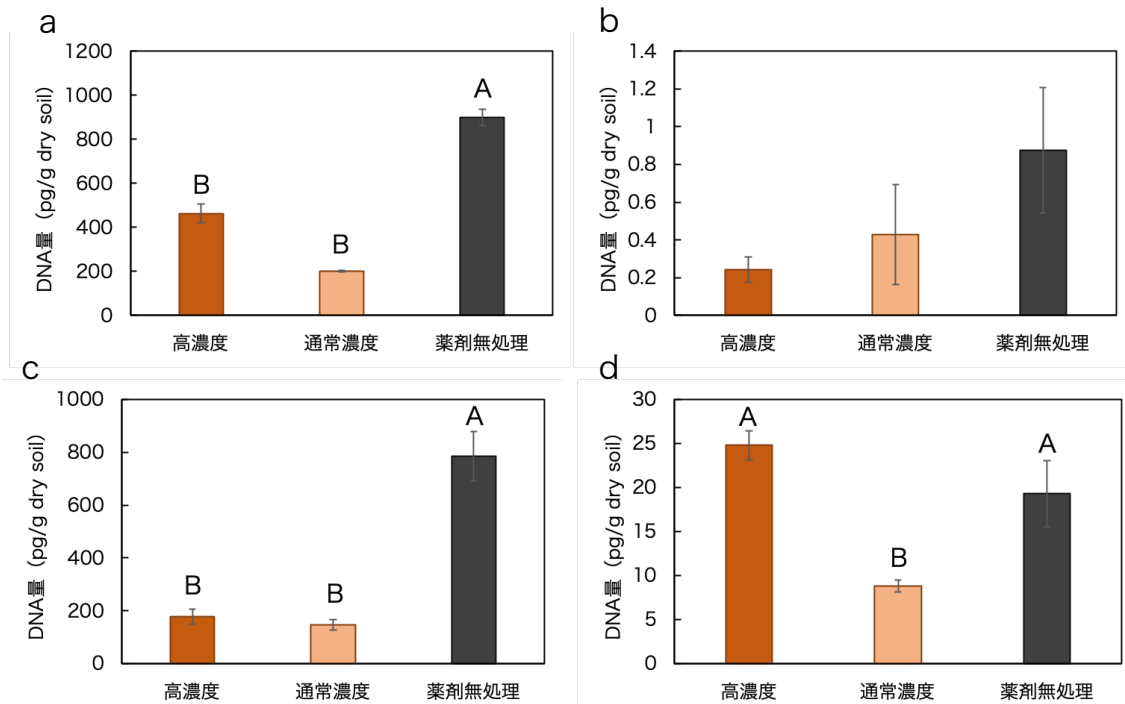 a
DNA量（pg/g dry soil）
1200
1000
800
600
400
200
0
B
B
A
高濃度
通常濃度
薬剤無処理
b
DNA量（pg/g dry soil）
1.4
1.2
1
0.8
0.6
0.4
0.2
0
高濃度
通常濃度
薬剤無処理
c
DNA量（pg/g dry soil）
1000
800
600
400
200
0
B
B
A
高濃度
通常濃度
薬剤無処理
d
DNA量（pg/g dry soil）
30
25
20
15
10
5
0
A
B
A
高濃度
通常濃度
薬剤無処理